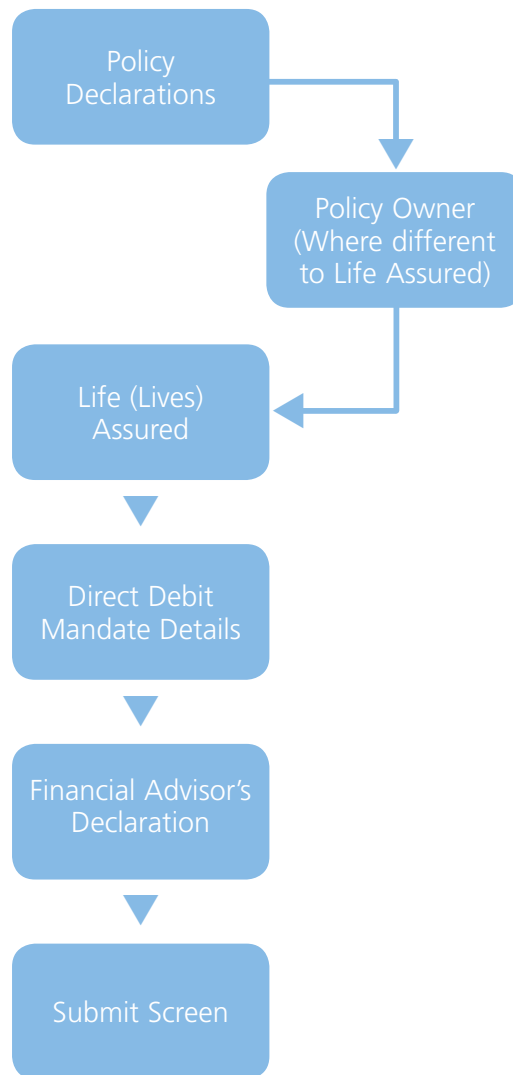 Policy
Declarations
Policy Owner
(Where different
to Life Assured)
Life (Lives)
Assured
Direct Debit
Mandate Details
Financial Advisor's
Declaration
Submit Screen